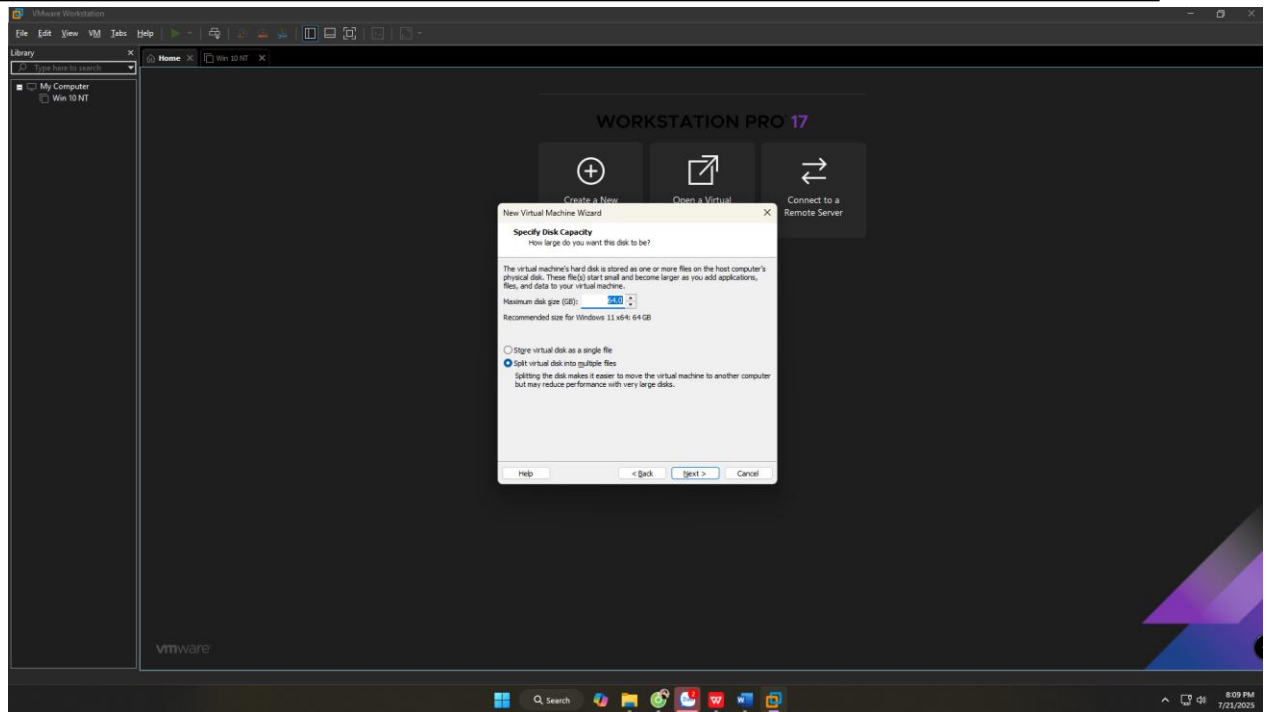 VMware Workstation
File Edit View VM Tabs Help
Library
Type here to search
My Computer
Win 10 NT
Home
Win 10 NT
WORKSTATION PRO 17
Create a New
Open a Virtual
Connect to a
Remote Server
New Virtual Machine Wizard
Specify Disk Capacity
How large do you want this disk to be?
The virtual machine's hard disk is stored as one or more files on the host computer's
physical disk. These file(s) start small and become larger as you add applications,
files, and data to your virtual machine.
Maximum disk size (GB): 64.0
Recommended size for Windows 11 x64: 64 GB
Store virtual disk as a single file
Split virtual disk into multiple files
Splitting the disk makes it easier to move the virtual machine to another computer
but may reduce performance with very large disks.
Help < Back Next > Cancel
vmware
Search
2
8:09 PM
7/21/2025